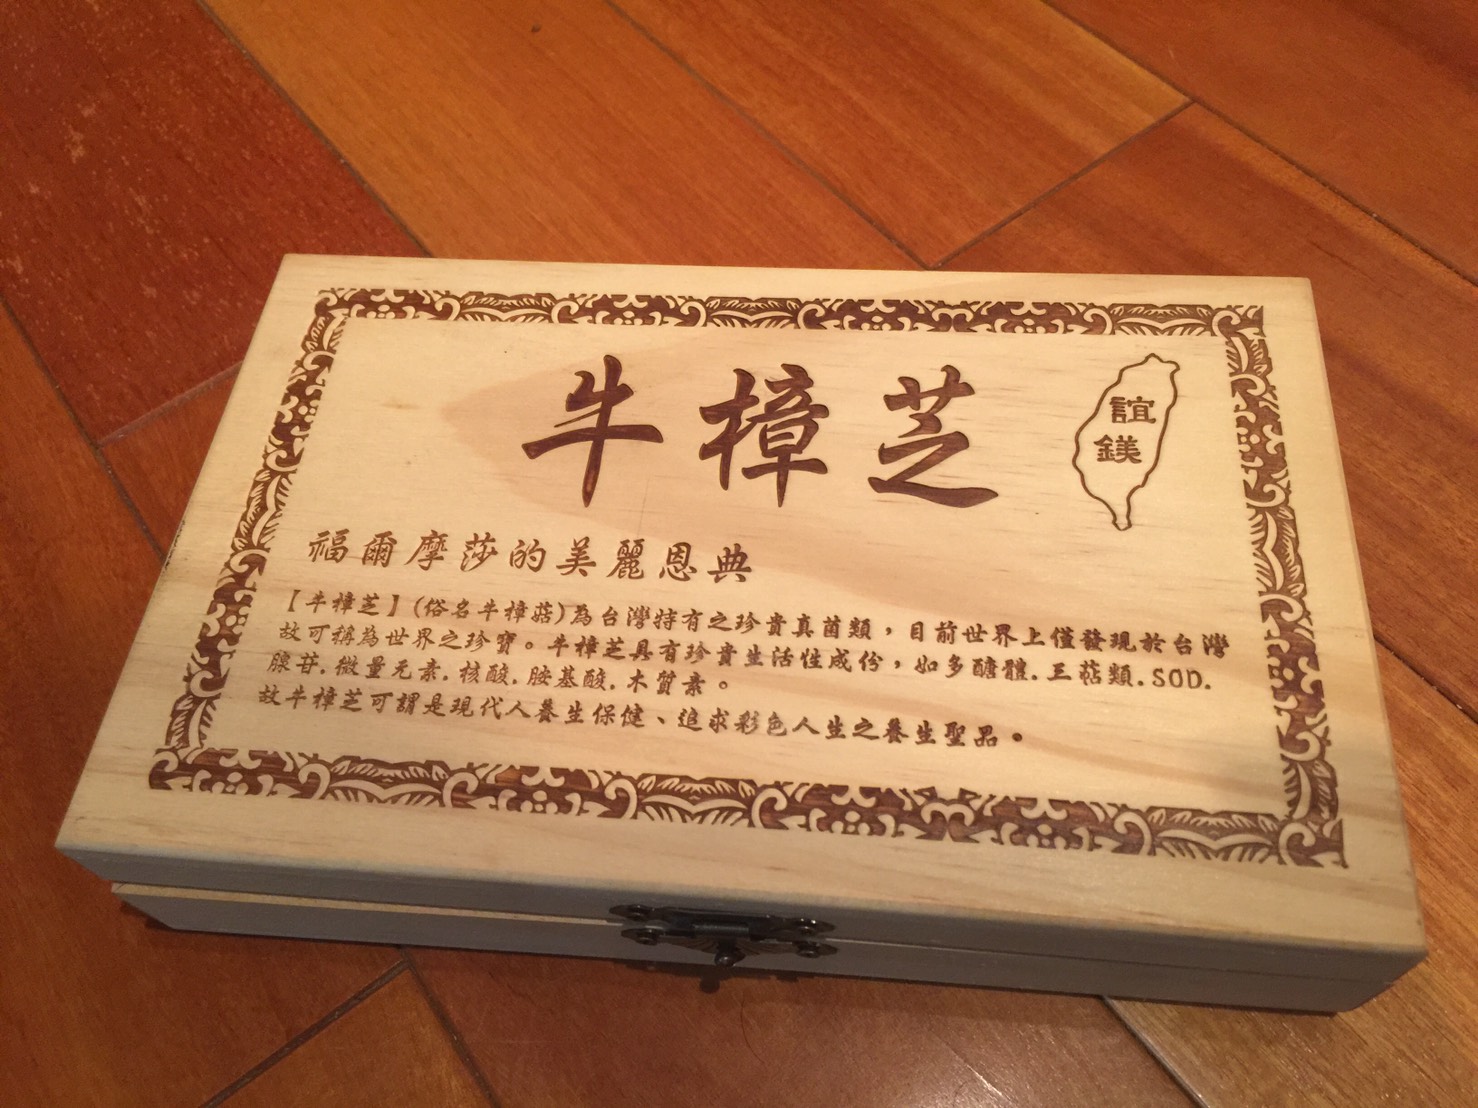 牛樟芝
誼
鎂
福爾摩莎的美麗恩典
【牛樟芝】(俗名牛樟菇)為台灣特有之珍貴真菌類，目前世界上僅發現於台灣
故可稱為世界之珍寶。牛樟芝具有珍貴生活性成份，如多醣體.三萜類.SOD.
腺苷.微量元素.核酸.胺基酸.木質素。
故牛樟芝可謂是現代人養生保健、追求彩色人生之養生聖品。